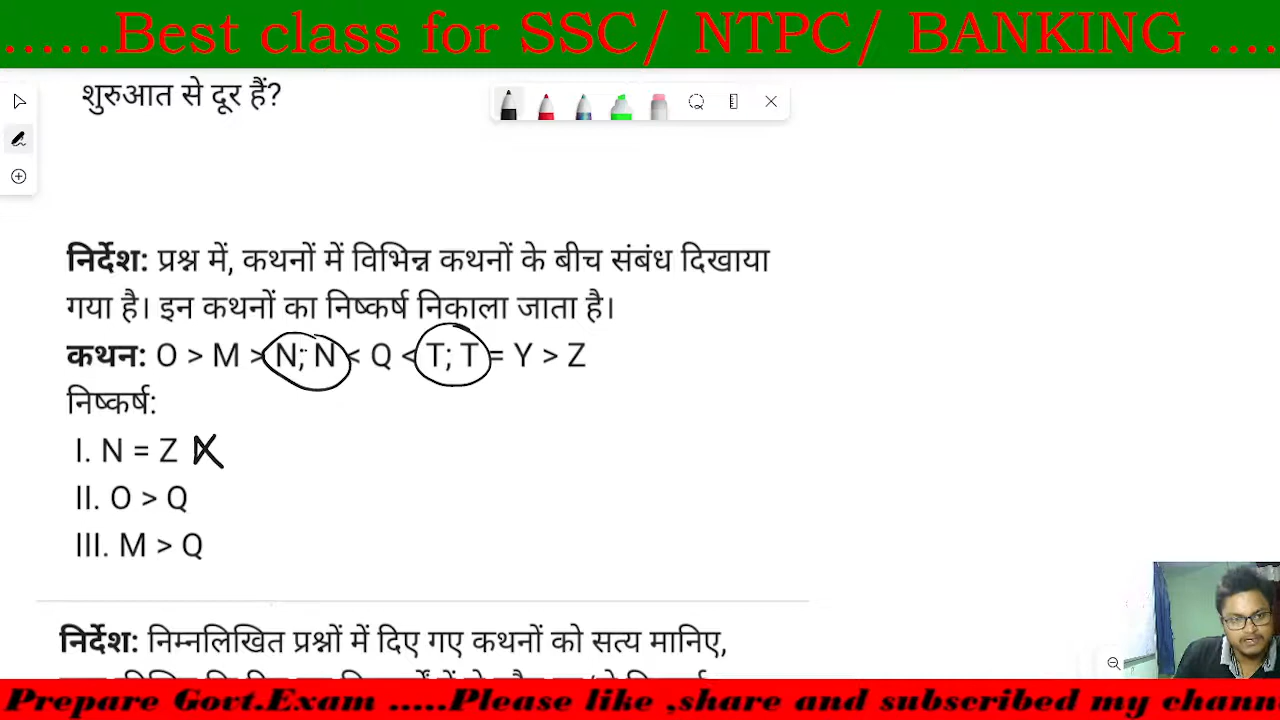 ......Best class for SSC/ NTPC/ BANKING ....
शुरुआत से दूर हैं?
निर्देश: प्रश्न में, कथनों में विभिन्न कथनों के बीच संबंध दिखाया
गया है। इन कथनों का निष्कर्ष निकाला जाता है।
कथन: O > M > N; N < Q < T; T = Y > Z
निष्कर्ष:
I. N = Z
II. O > Q
III. M > Q
निर्देश: निम्नलिखित प्रश्नों में दिए गए कथनों को सत्य मानिए,
Prepare Govt.Exam .....Please like ,share and subscribed my chann